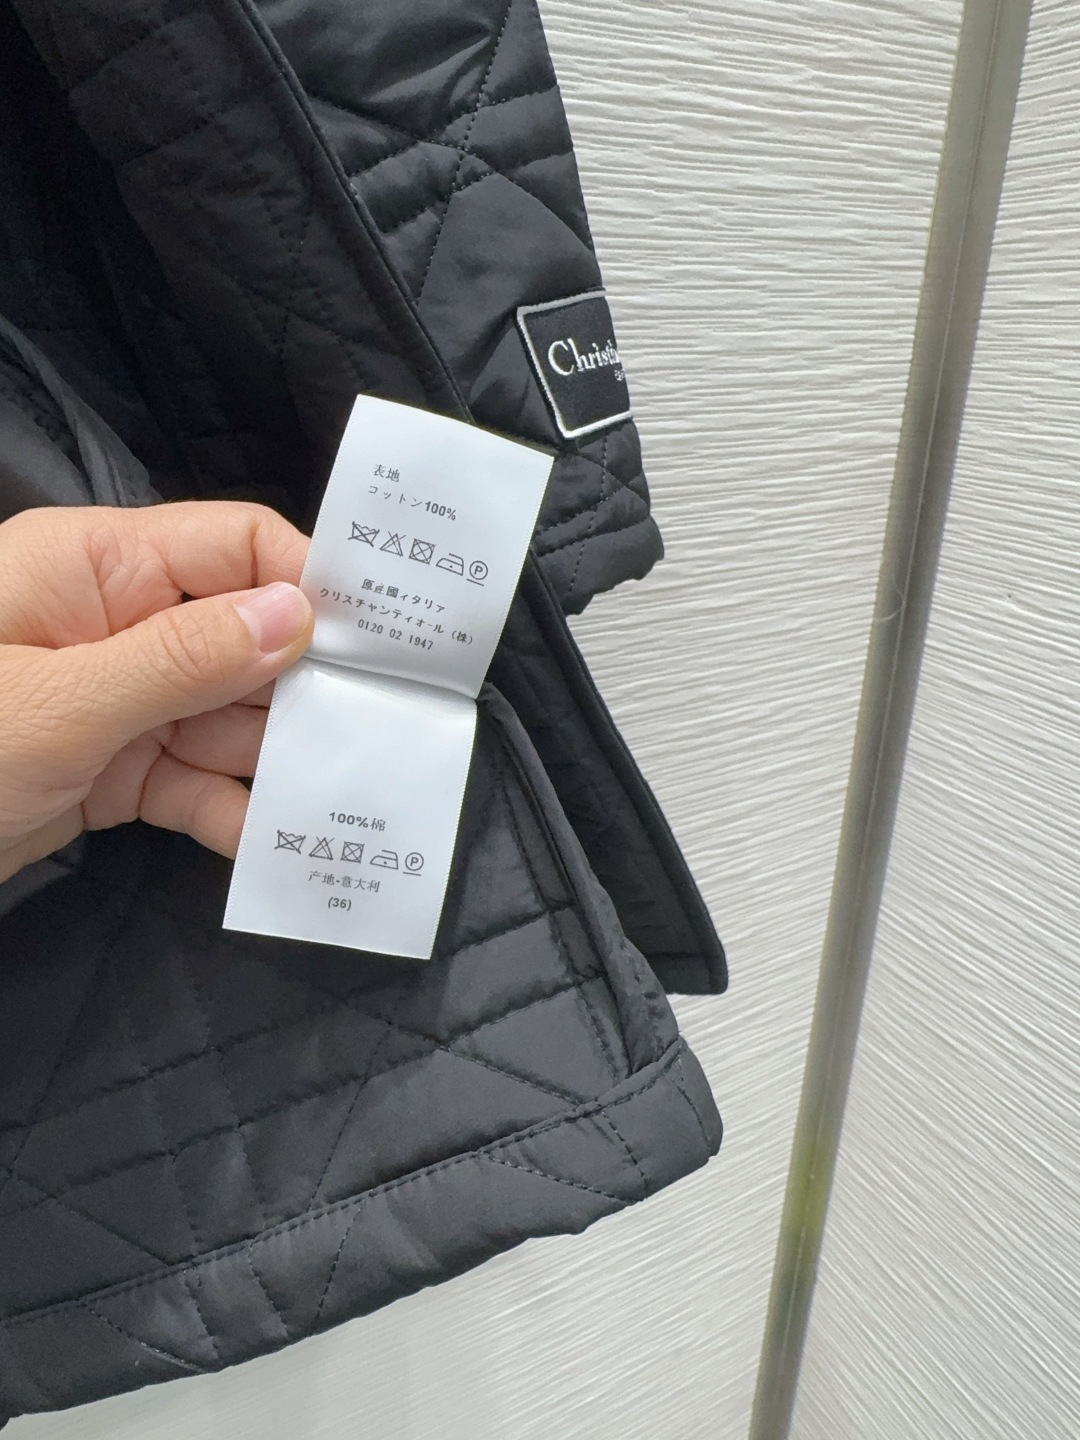 Christi
表地
コットン100%
P
原産國イタリア
クリスチャンディオール (株)
0120 02 1947
100%棉
P
产地-意大利
(36)